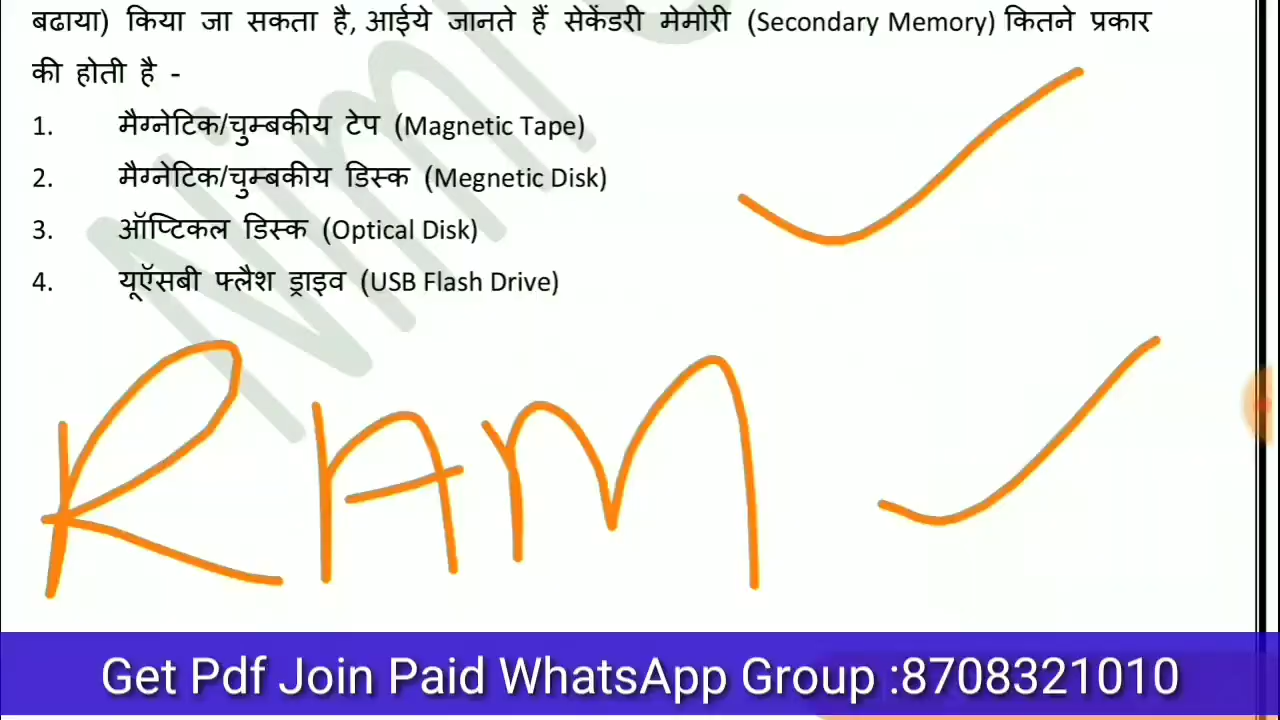 बढाया) किया जा सकता है, आईये जानते हैं सेकेंडरी मेमोरी (Secondary Memory) कितने प्रकार
की होती है -
1. मैग्नेटिक/चुम्बकीय टेप (Magnetic Tape)
2. मैग्नेटिक/चुम्बकीय डिस्क (Megnetic Disk)
3. ऑप्टिकल डिस्क (Optical Disk)
4. यूऍसबी फ्लैश ड्राइव (USB Flash Drive)
RAM
Get Pdf Join Paid WhatsApp Group :8708321010